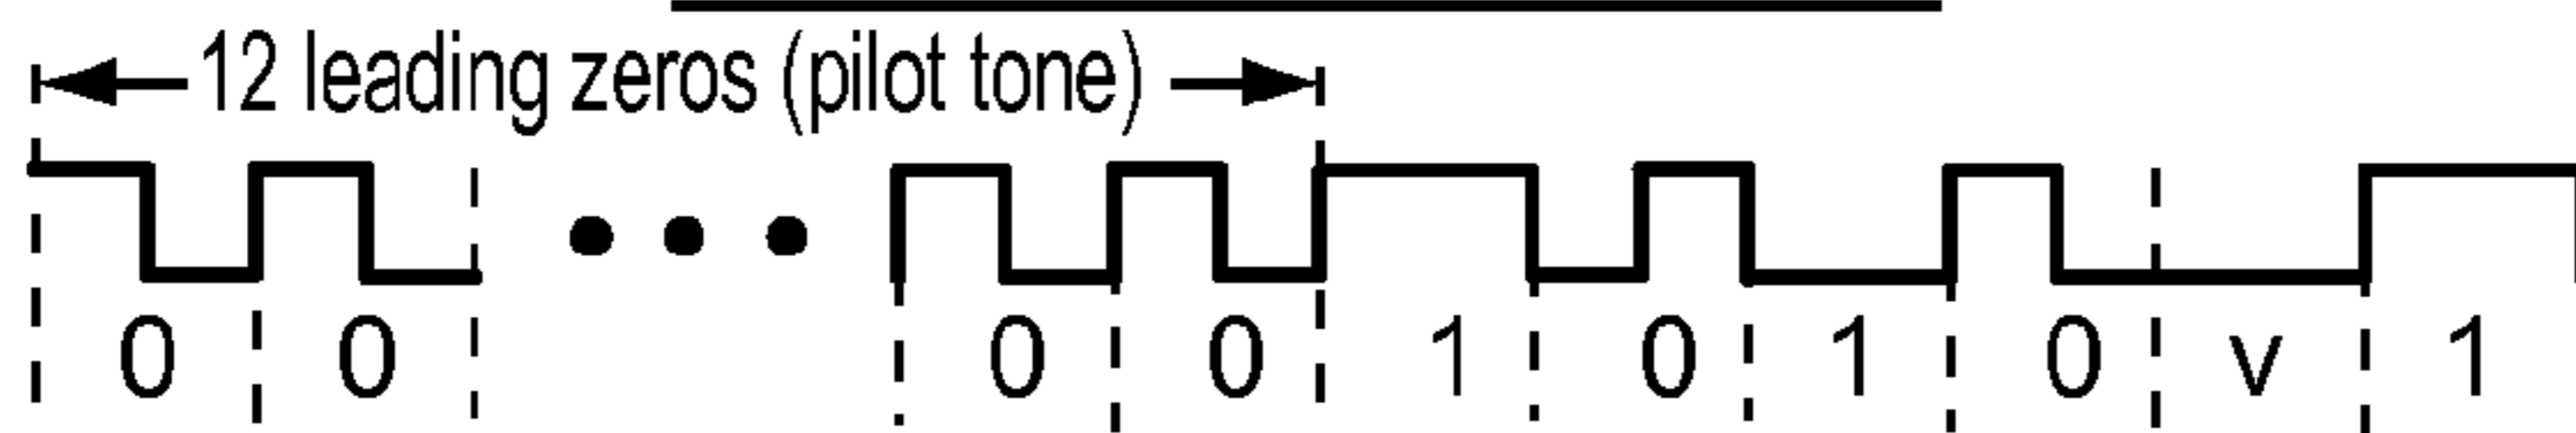 12 leading zeros (pilot tone)
0 0 0 0 1 0 1 0 v 1